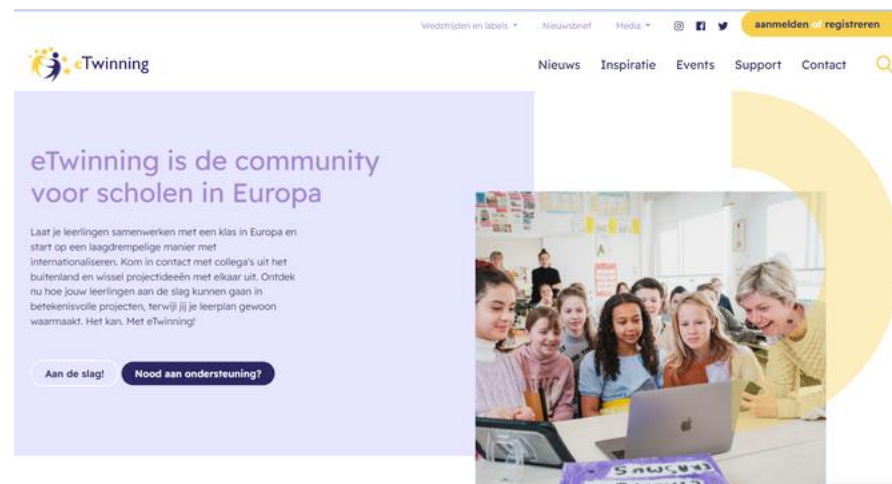 Wedstrijden en labels
Nieuwsbrief
Media
aanmelden of registreren
eTwinning
Nieuws
Inspiratie
Events
Support
Contact
eTwinning is de community
voor scholen in Europa
Laat je leerlingen samenwerken met een klas in Europa en
start op een laagdrempelige manier met
internationaliseren. Kom in contact met collega's uit het
buitenland en wissel projectideeën met elkaar uit. Ontdek
nu hoe jouw leerlingen aan de slag kunnen gaan in
betekenisvolle projecten, terwijl jij je leerplan gewoon
waarmaakt. Het kan. Met eTwinning!
Aan de slag!
Nood aan ondersteuning?
ERASMUS